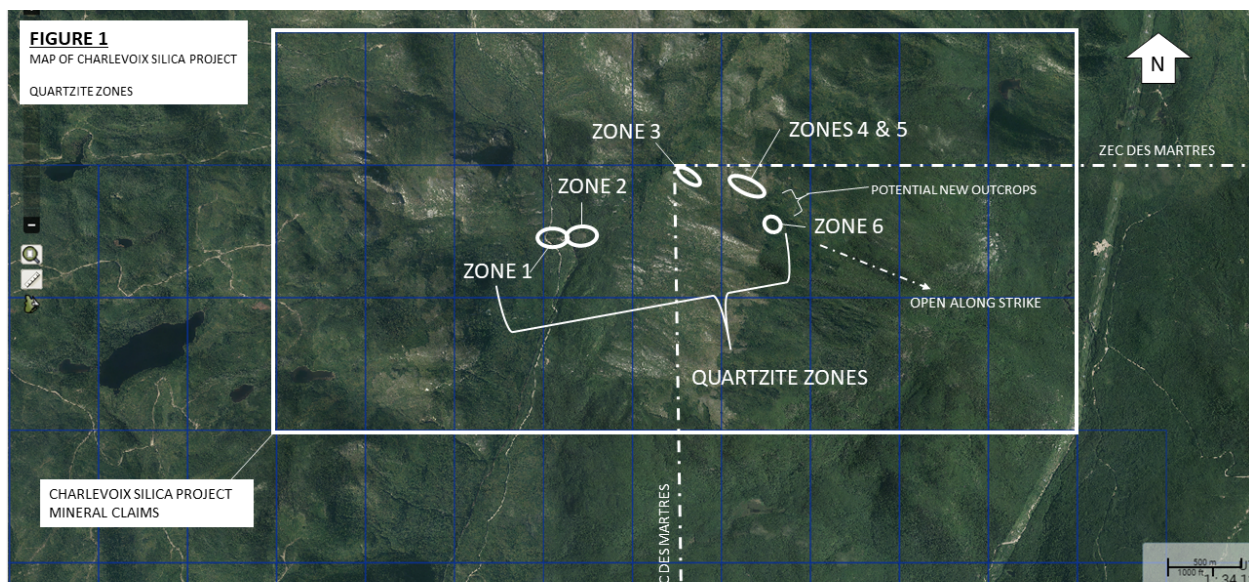 FIGURE 1
MAP OF CHARLEVOIX SILICA PROJECT
QUARTZITE ZONES
N
ZONE 3
ZONES 4 & 5
ZEC DES MARTRES
ZONE 2
POTENTIAL NEW OUTCROPS
ZONE 6
ZONE 1
OPEN ALONG STRIKE
QUARTZITE ZONES
CHARLEVOIX SILICA PROJECT
MINERAL CLAIMS
DES MARTRES
500 m
1000 ft